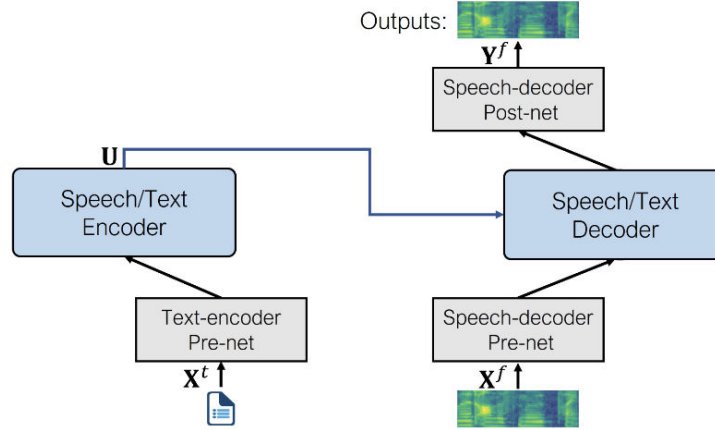 Outputs:
Y^f
Speech-decoder
Post-net
U
Speech/Text
Encoder
Speech/Text
Decoder
Text-encoder
Pre-net
Speech-decoder
Pre-net
X^t
X^f